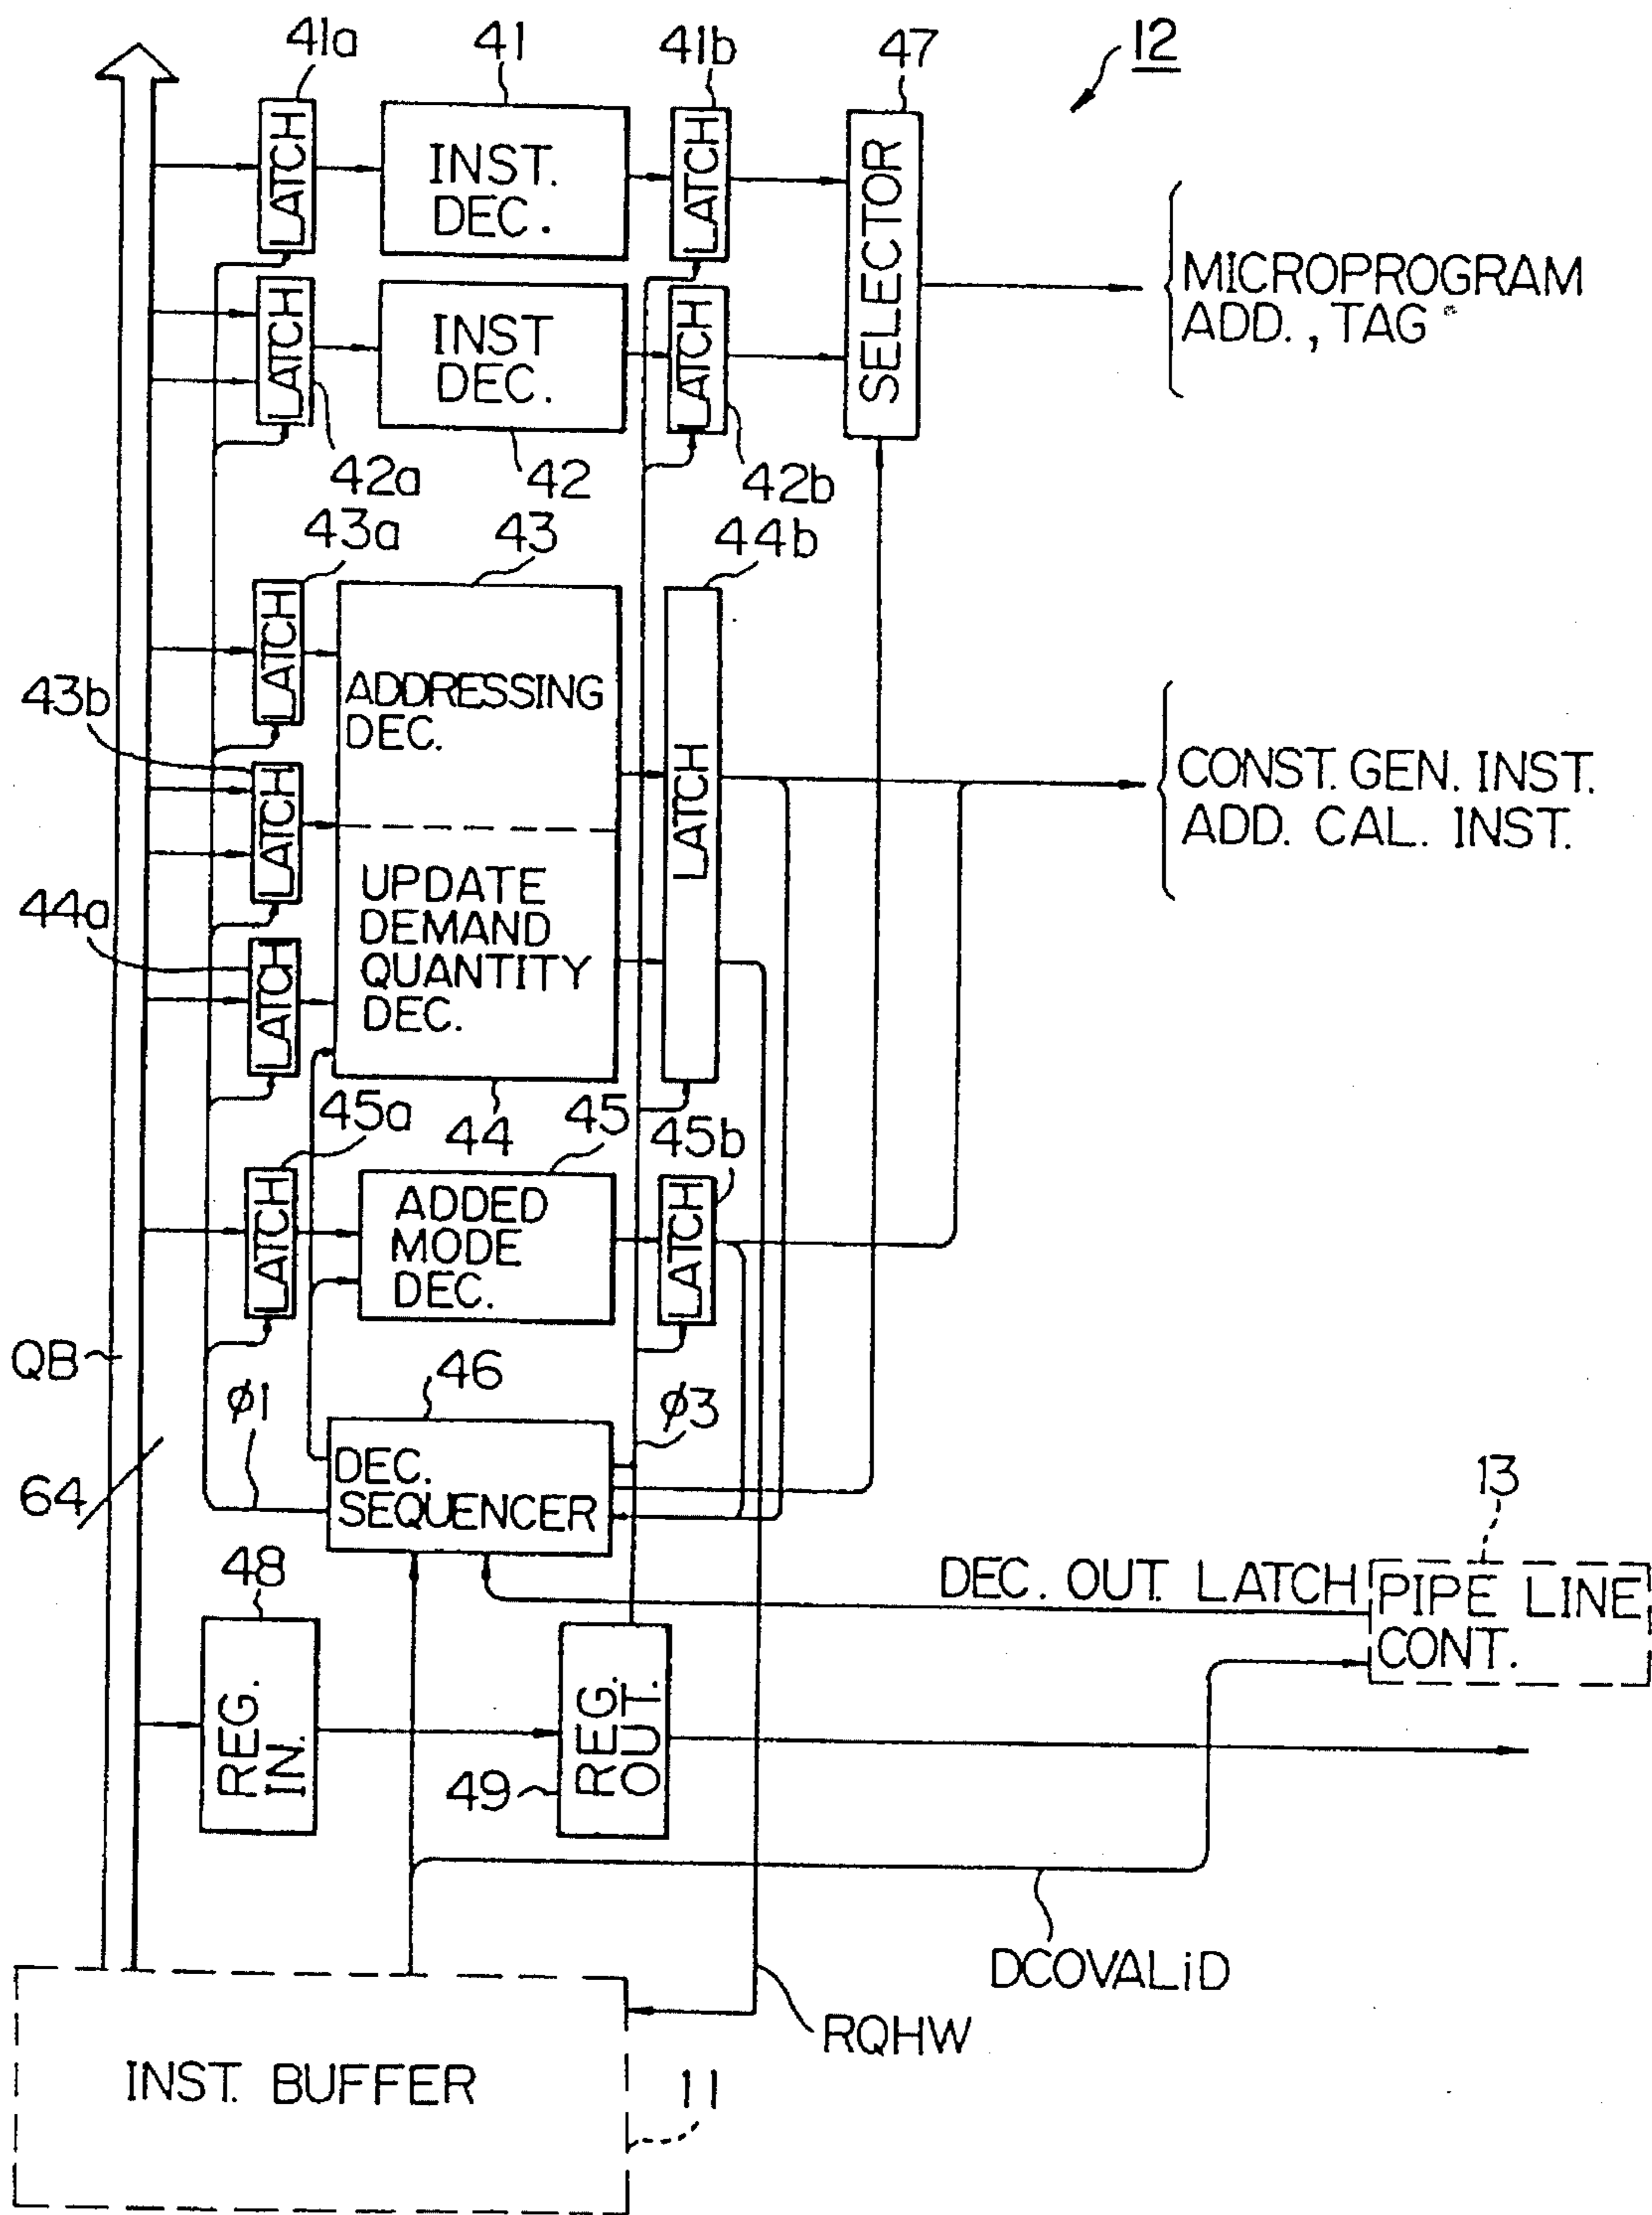 41a
41
41b
47
12
LATCH
INST.
DEC.
LATCH
SELECTOR
MICROPROGRAM
ADD., TAG
LATCH
INST
DEC.
LATCH
42a
42
42b
43a
43
44b
LATCH
ADDRESSING
DEC.
43b
LATCH
LATCH
CONST. GEN. INST.
ADD. CAL. INST.
UPDATE
DEMAND
QUANTITY
DEC.
44a
LATCH
45a
44
45
45b
LATCH
ADDED
MODE
DEC.
LATCH
QB
φ1
46
φ3
64
DEC.
SEQUENCER
13
48
DEC. OUT. LATCH
PIPE LINE
CONT.
REG.
IN.
REG.
OUT.
49
DCOVALiD
RQHW
INST. BUFFER
11